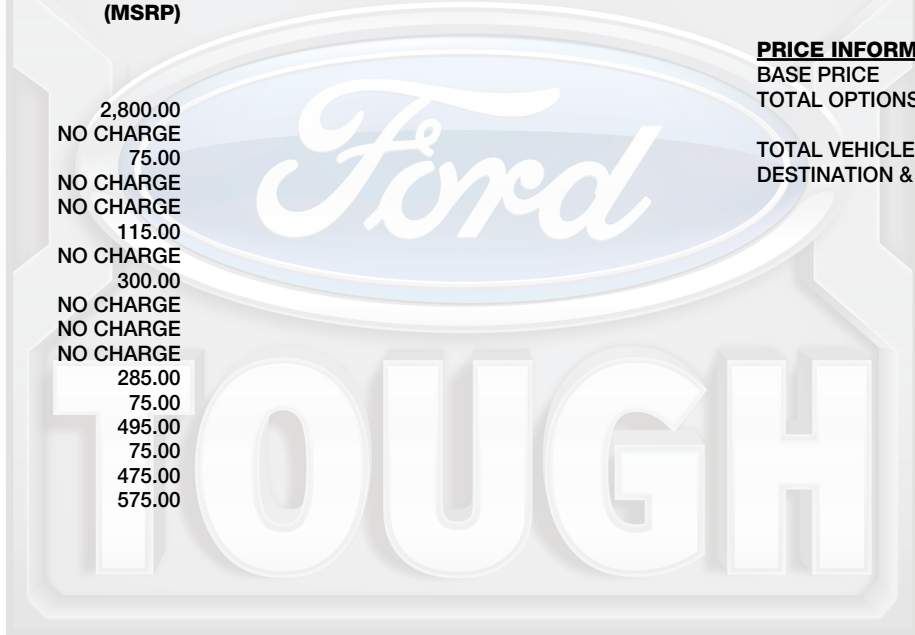 (MSRP)
2,800.00
NO CHARGE
75.00
NO CHARGE
NO CHARGE
115.00
NO CHARGE
300.00
NO CHARGE
NO CHARGE
NO CHARGE
285.00
75.00
495.00
75.00
475.00
575.00
PRICE INFORM
BASE PRICE
TOTAL OPTIONS
TOTAL VEHICLE
DESTINATION &
Ford
TOUGH